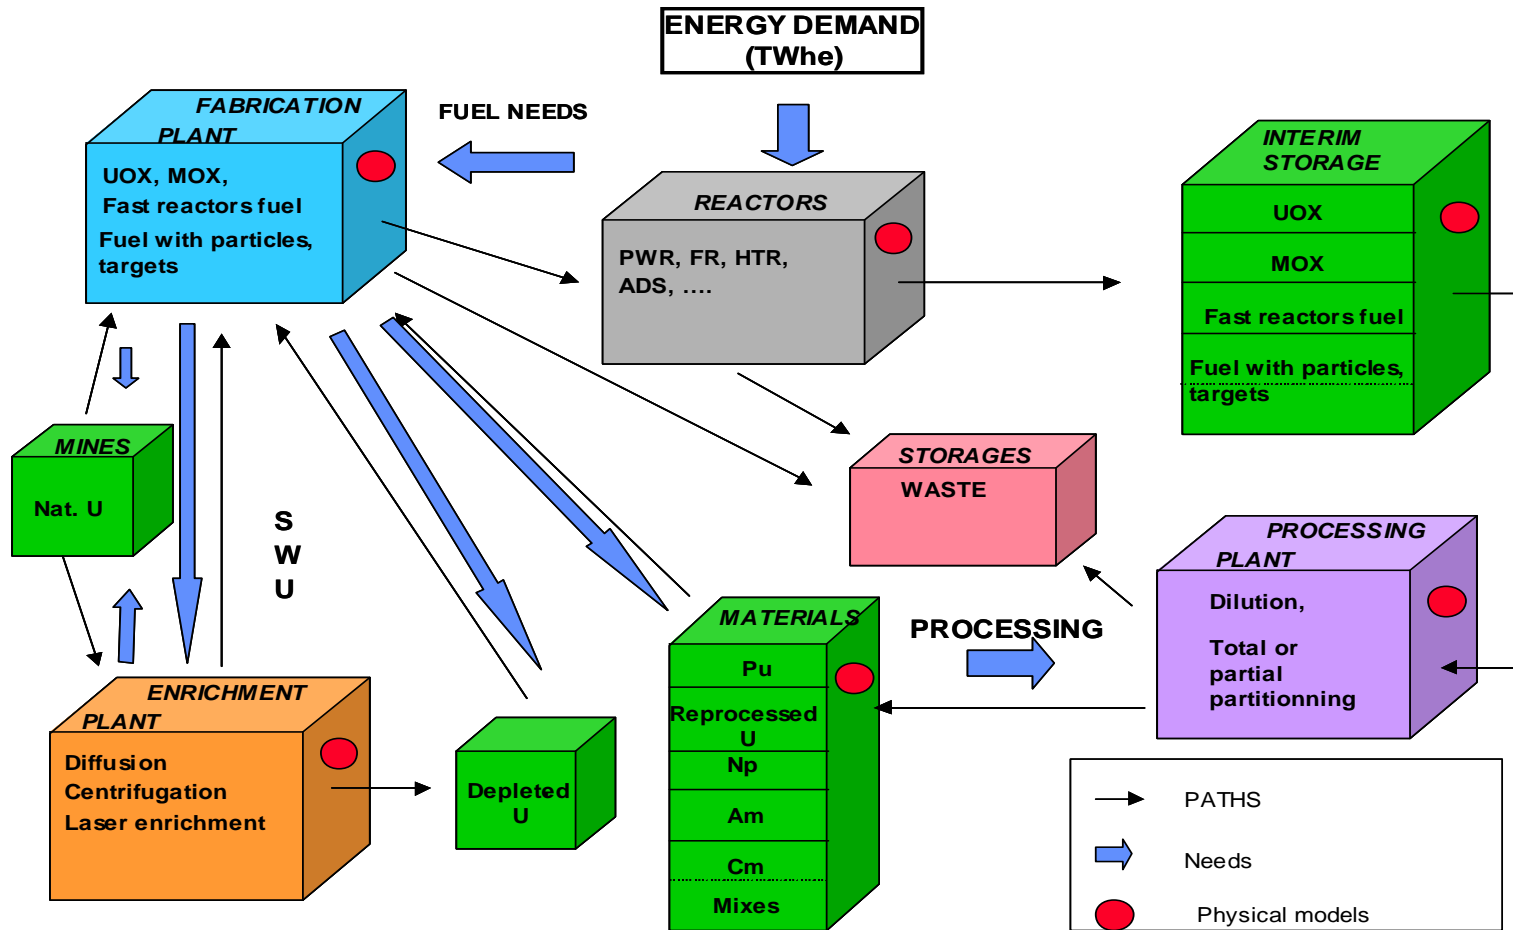 ENERGY DEMAND
(TWhe)
FABRICATION
PLANT
UOX, MOX,
Fast reactors fuel
Fuel with particles,
targets
FUEL NEEDS
REACTORS
PWR, FR, HTR,
ADS, ....
INTERIM
STORAGE
UOX
MOX
Fast reactors fuel
Fuel with particles,
targets
MINES
Nat. U
S
W
U
STORAGES
WASTE
PROCESSING
PLANT
Dilution,
Total or
partial
partitionning
PROCESSING
MATERIALS
Pu
Reprocessed
U
Np
Am
Cm
Mixes
ENRICHMENT
PLANT
Diffusion
Centrifugation
Laser enrichment
Depleted
U
PATHS
Needs
Physical models